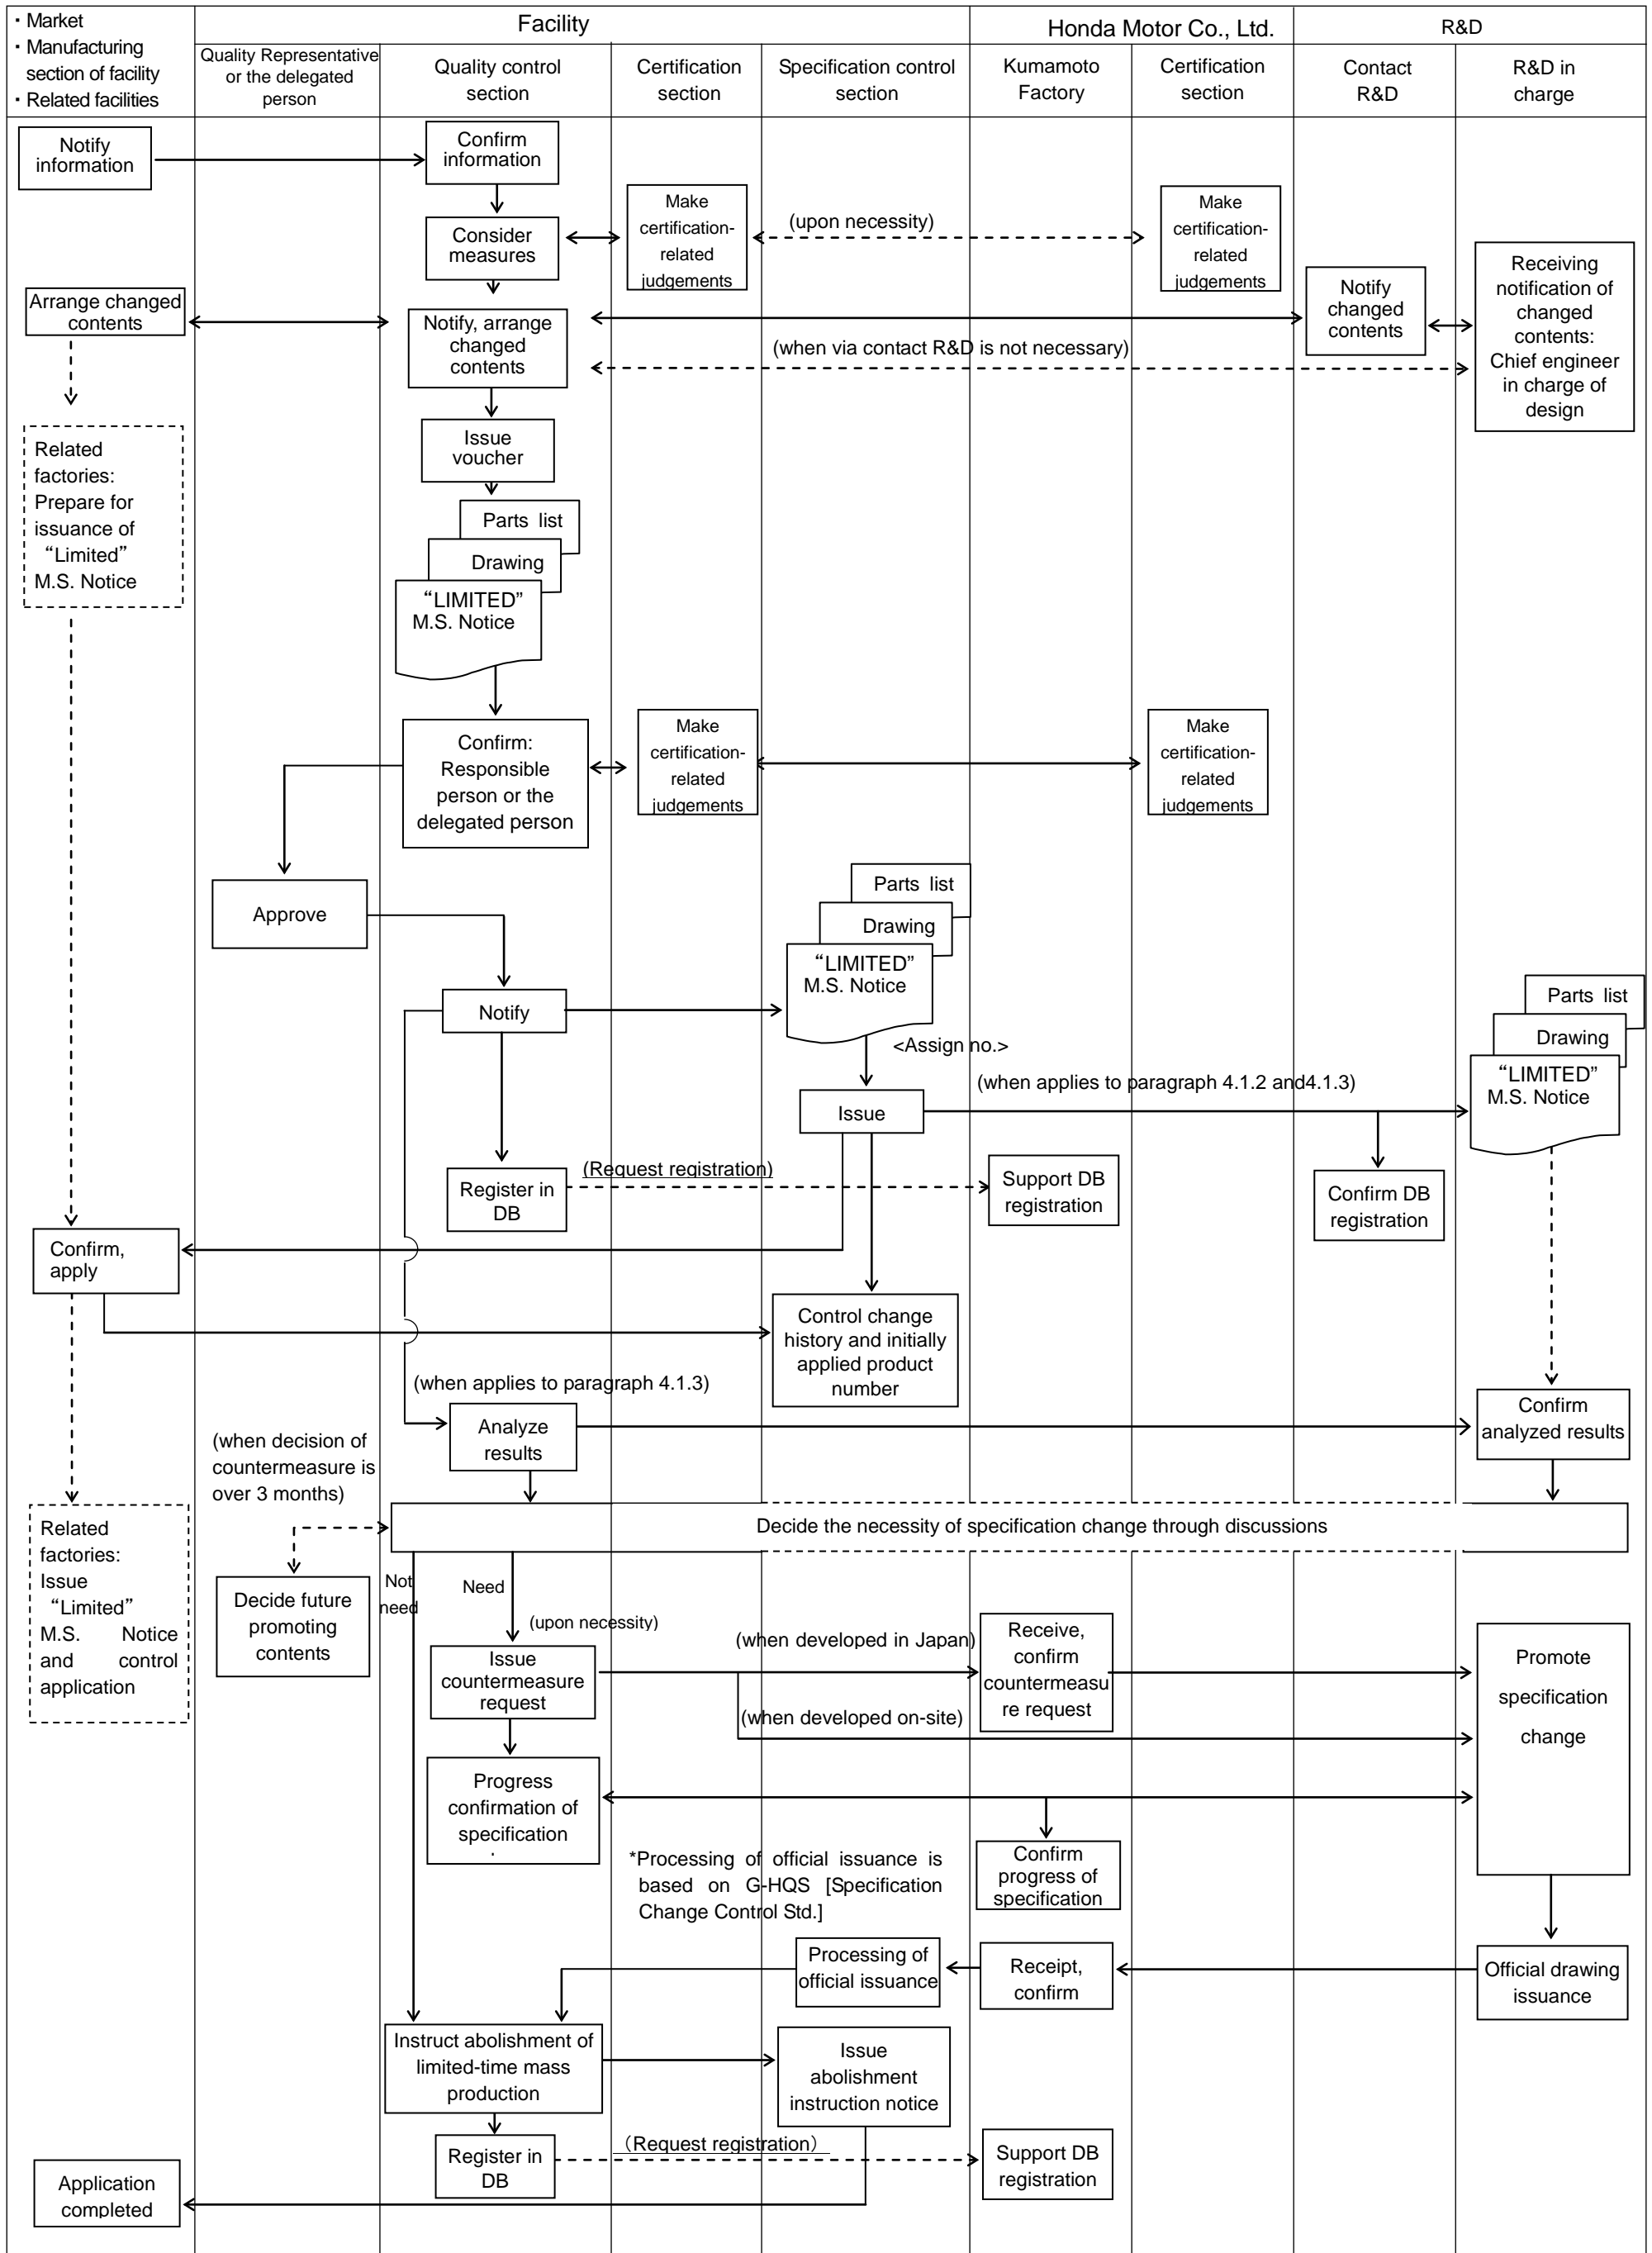 ・Market
・Manufacturing
section of facility
・Related facilities
Facility
Honda Motor Co., Ltd.
R&D
Quality Representative
or the delegated
person
Quality control
section
Certification
section
Specification control
section
Kumamoto
Factory
Certification
section
Contact
R&D
R&D in
charge
Notify
information
Confirm
information
Consider
measures
Make
certification-
related
judgements
(upon necessity)
Make
certification-
related
judgements
Arrange changed
contents
Notify, arrange
changed
contents
Notify
changed
contents
Receiving
notification of
changed
contents:
Chief engineer
in charge of
design
(when via contact R&D is not necessary)
Related
factories:
Prepare for
issuance of
“Limited”
M.S. Notice
Issue
voucher
Parts list
Drawing
“LIMITED”
M.S. Notice
Confirm:
Responsible
person or the
delegated person
Make
certification-
related
judgements
Make
certification-
related
judgements
Approve
Parts list
Drawing
“LIMITED”
M.S. Notice
Notify
<Assign no.>
Parts list
Drawing
“LIMITED”
M.S. Notice
(when applies to paragraph 4.1.2 and4.1.3)
Issue
Register in
DB
(Request registration)
Support DB
registration
Confirm DB
registration
Confirm,
apply
Control change
history and initially
applied product
number
(when applies to paragraph 4.1.3)
Analyze
results
Confirm
analyzed results
(when decision of
countermeasure is
over 3 months)
Decide the necessity of specification change through discussions
Related
factories:
Issue
“Limited”
M.S. Notice
and control
application
Decide future
promoting
contents
Not
need
Need
(upon necessity)
Issue
countermeasure
request
(when developed in Japan)
Receive,
confirm
countermeasu
re request
(when developed on-site)
Promote
specification
change
Progress
confirmation of
specification
Confirm
progress of
specification
*Processing of official issuance is
based on G-HQS [Specification
Change Control Std.]
Processing of
official issuance
Receipt,
confirm
Official drawing
issuance
Instruct abolishment of
limited-time mass
production
Issue
abolishment
instruction notice
Register in
DB
（Request registration）
Support DB
registration
Application
completed